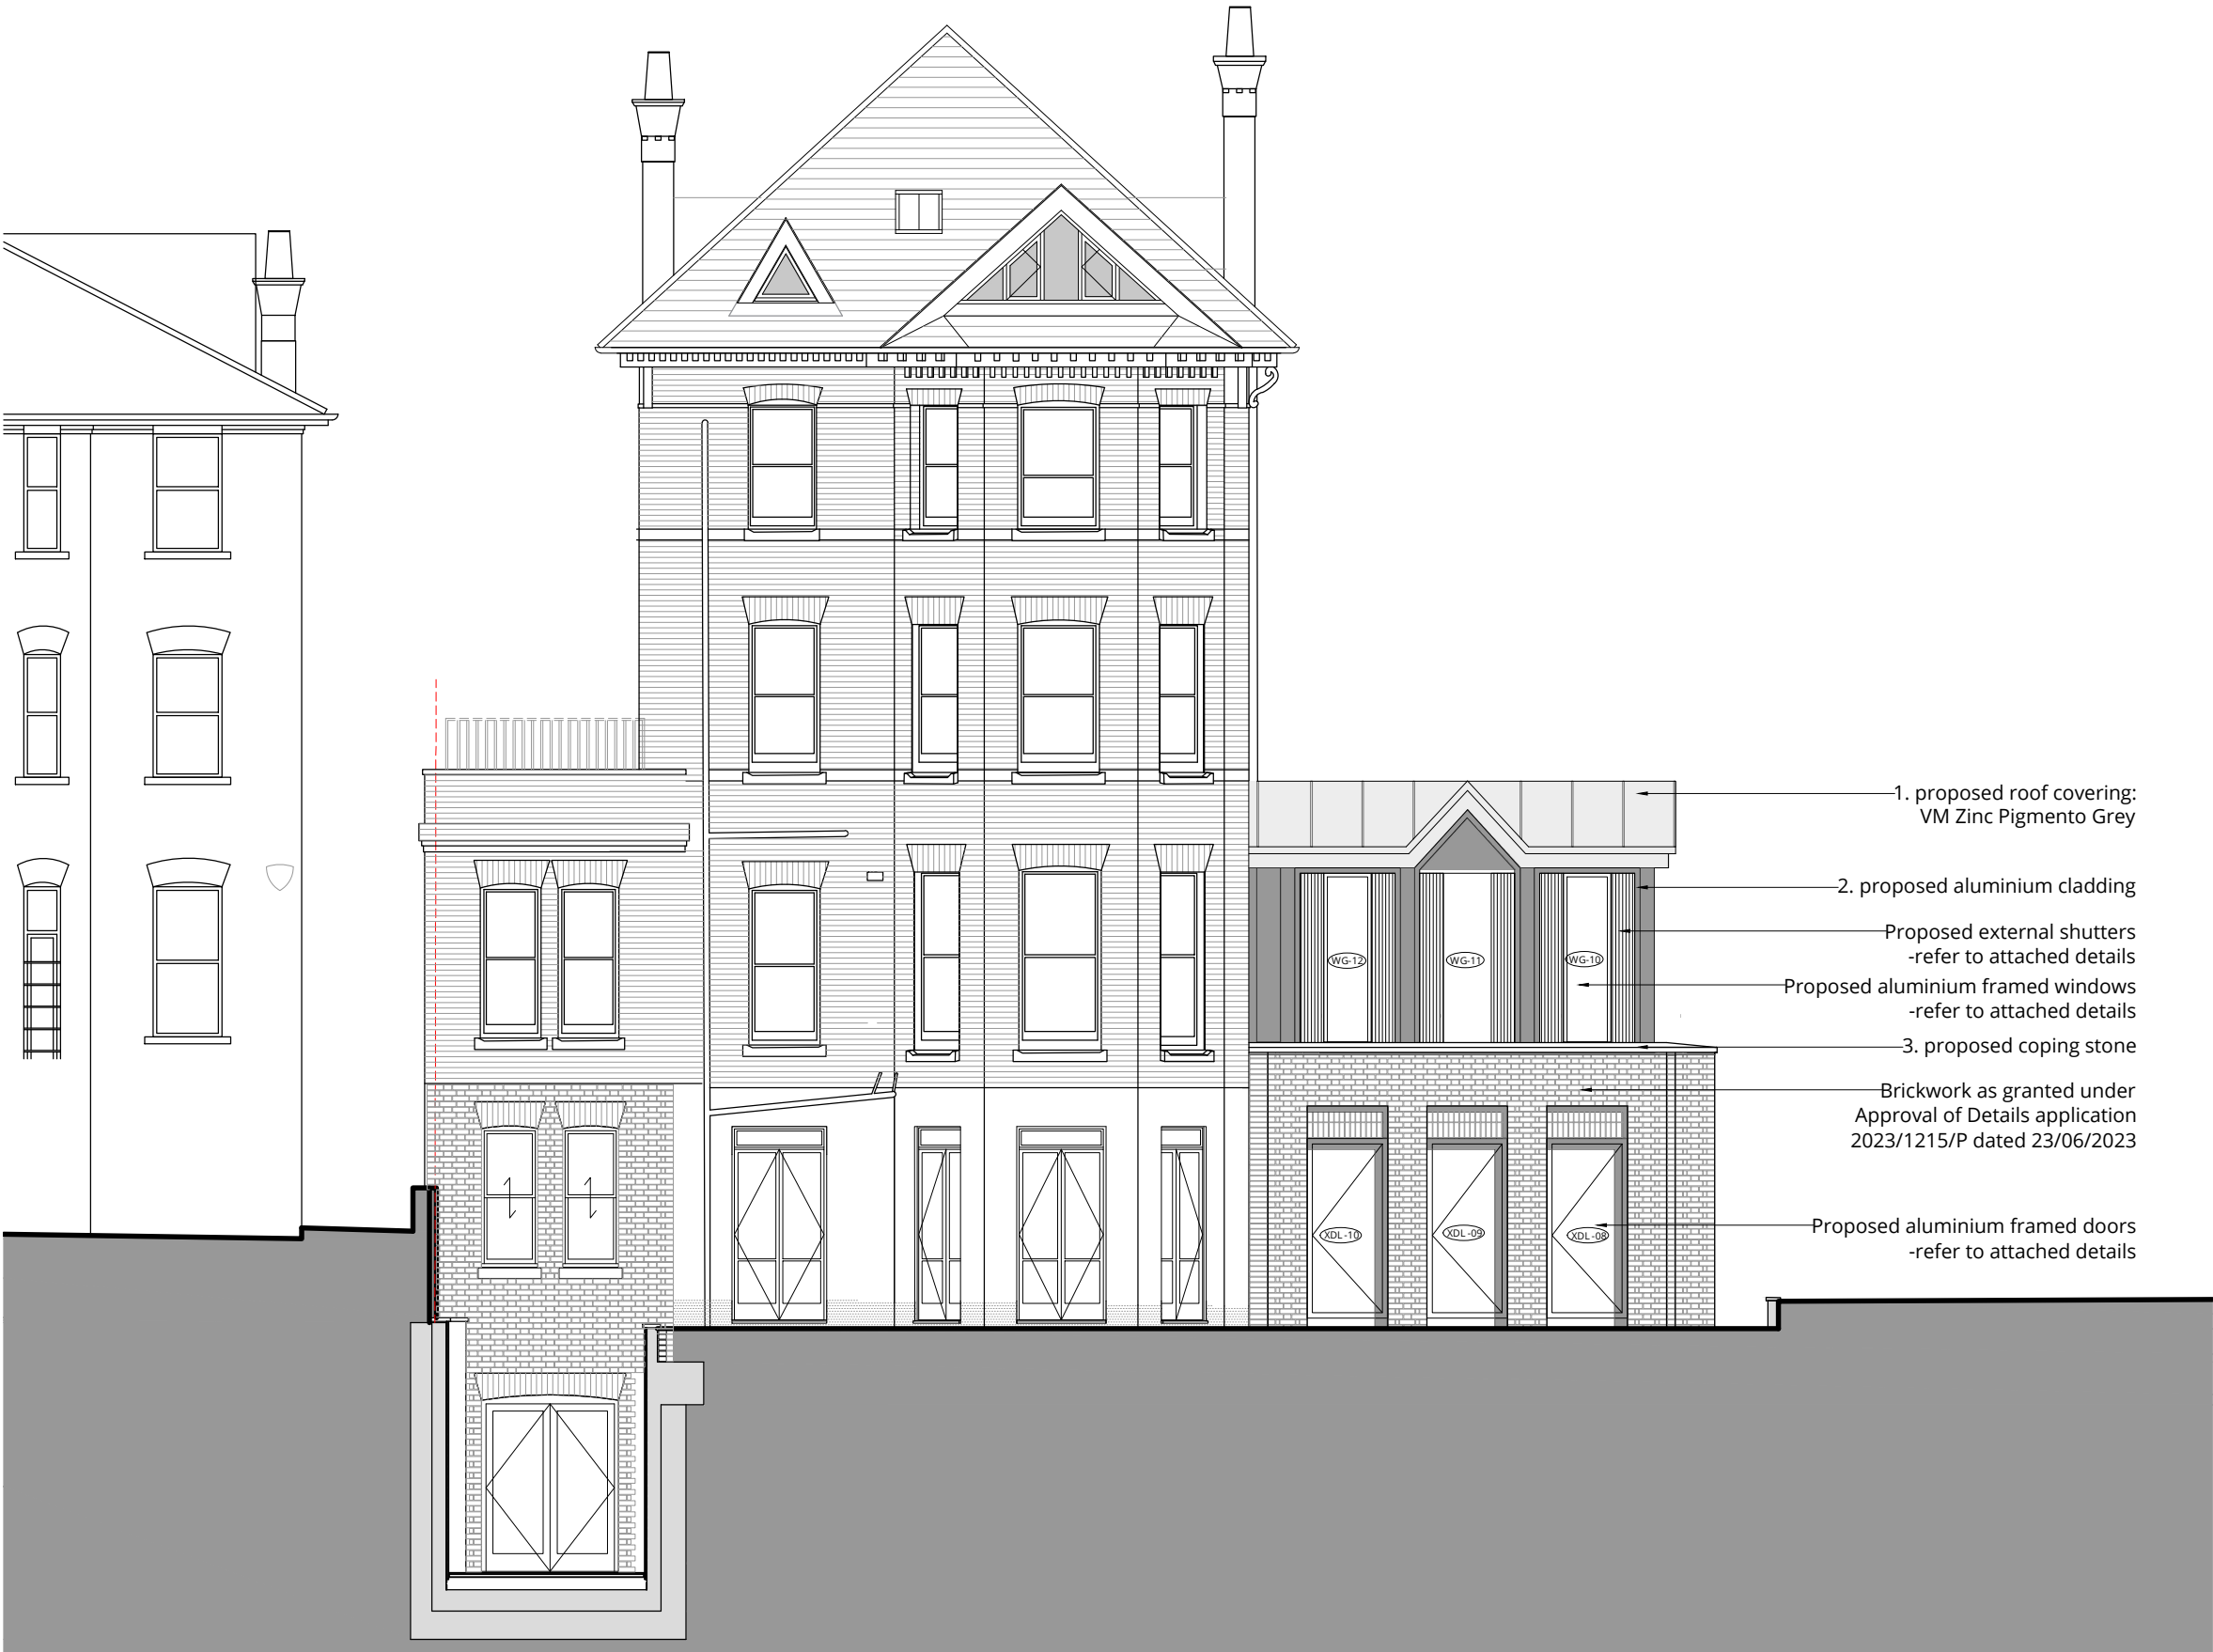 1. proposed roof covering:
VM Zinc Pigmento Grey
2. proposed aluminium cladding
Proposed external shutters
-refer to attached details
WG-12
WG-11
WG-10
Proposed aluminium framed windows
-refer to attached details
3. proposed coping stone
Brickwork as granted under
Approval of Details application
2023/1215/P dated 23/06/2023
XDL-10
XDL-09
XDL-08
Proposed aluminium framed doors
-refer to attached details